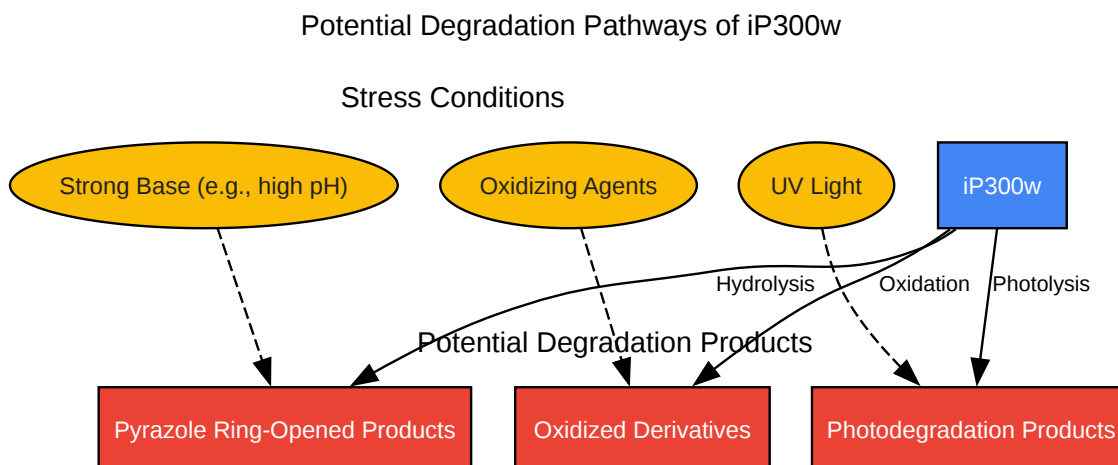 Potential Degradation Pathways of iP300w
Stress Conditions
Strong Base (e.g., high pH)
Oxidizing Agents
UV Light
iP300w
Hydrolysis
Oxidation
Photolysis
Potential Degradation Products
Pyrazole Ring-Opened Products
Oxidized Derivatives
Photodegradation Products